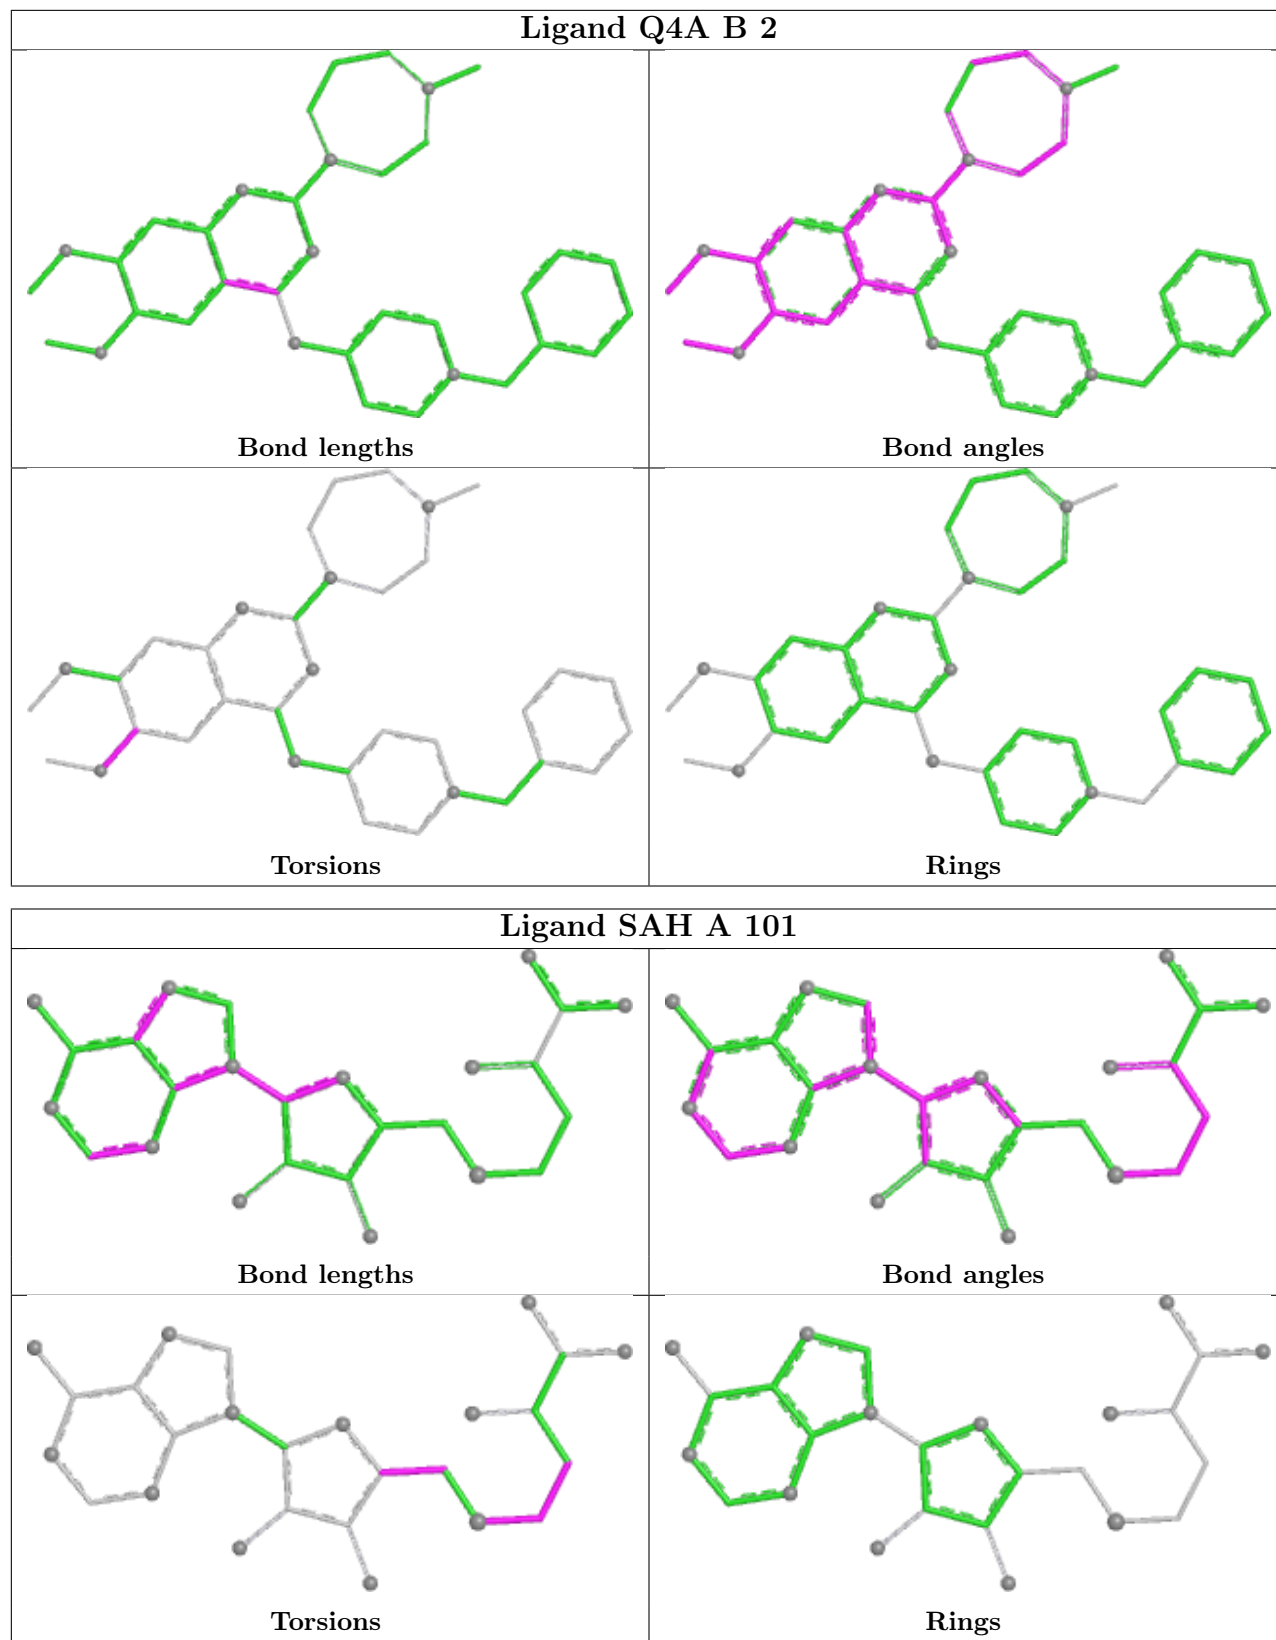 Ligand Q4A B 2
Bond lengths
Bond angles
Torsions
Rings
Ligand SAH A 101
Bond lengths
Bond angles
Torsions
Rings